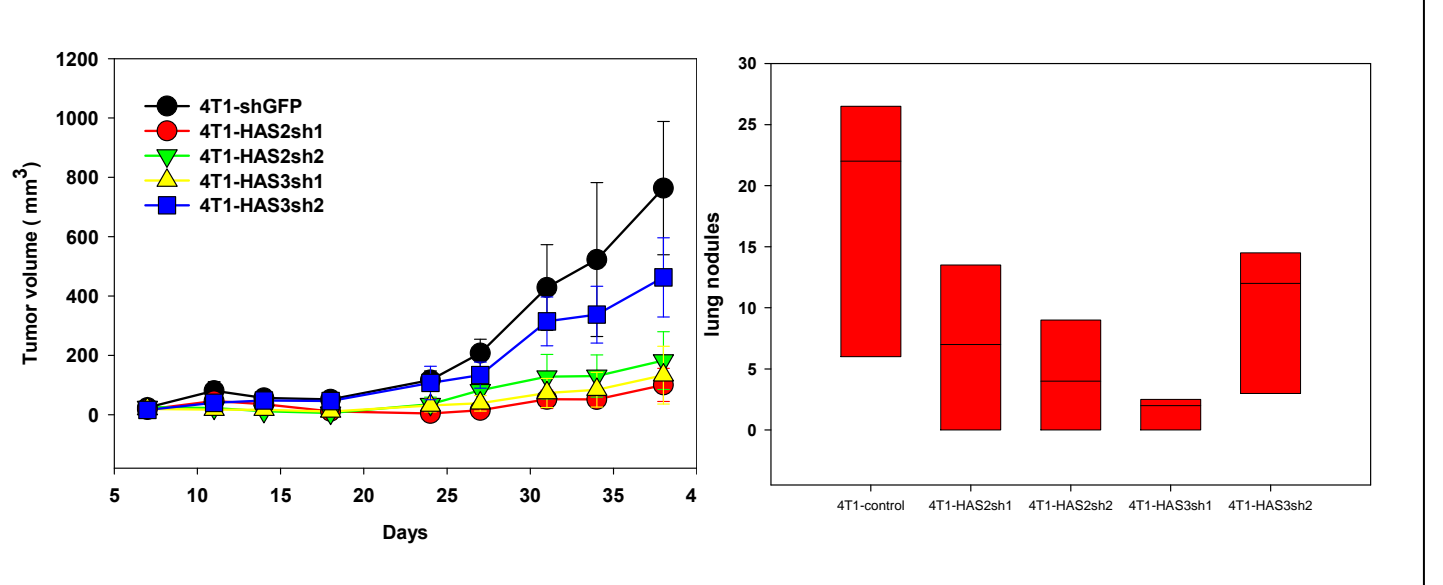 1200
1000
800
600
400
200
0
Tumor volume ( mm3)
4T1-shGFP
4T1-HAS2sh1
4T1-HAS2sh2
4T1-HAS3sh1
4T1-HAS3sh2
5 10 15 20 25 30 35 4
Days
30
25
20
15
10
5
0
lung nodules
4T1-control 4T1-HAS2sh1 4T1-HAS2sh2 4T1-HAS3sh1 4T1-HAS3sh2